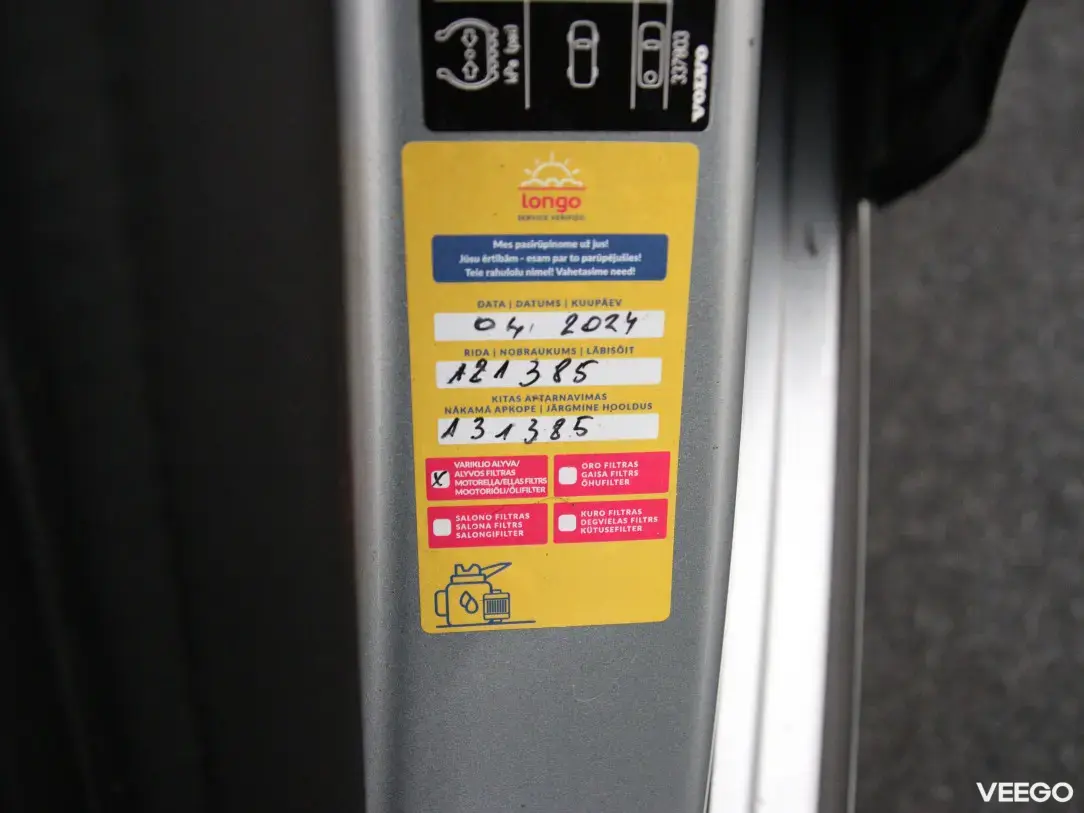 kPa (psi)
337803
VOLVO
longo
SERVICE VERIFIED
Mes pasirūpinome už jus!
Jūsu ērtībām - esam par to parūpējušies!
Teie rahulolu nimel! Vahetasime need!
DATA | DATUMS | KUUPÄEV
04. 2024
RIDA | NOBRAUKUMS | LÄBISÕIT
121385
KITAS APTARNAVIMAS
NĀKAMĀ APKOPE | JÄRGMINE HOOLDUS
131385
X
VARIKLIO ALYVA/
ALYVOS FILTRAS
MOTOREĻĻA/EĻĻAS FILTRS
MOOTORIÕLI/ÕLIFILTER
ORO FILTRAS
GAISA FILTRS
ÕHUFILTER
SALONO FILTRAS
SALONA FILTRS
SALONGIFILTER
KURO FILTRAS
DEGVIELAS FILTRS
KÜTUSEFILTER
VEEGO